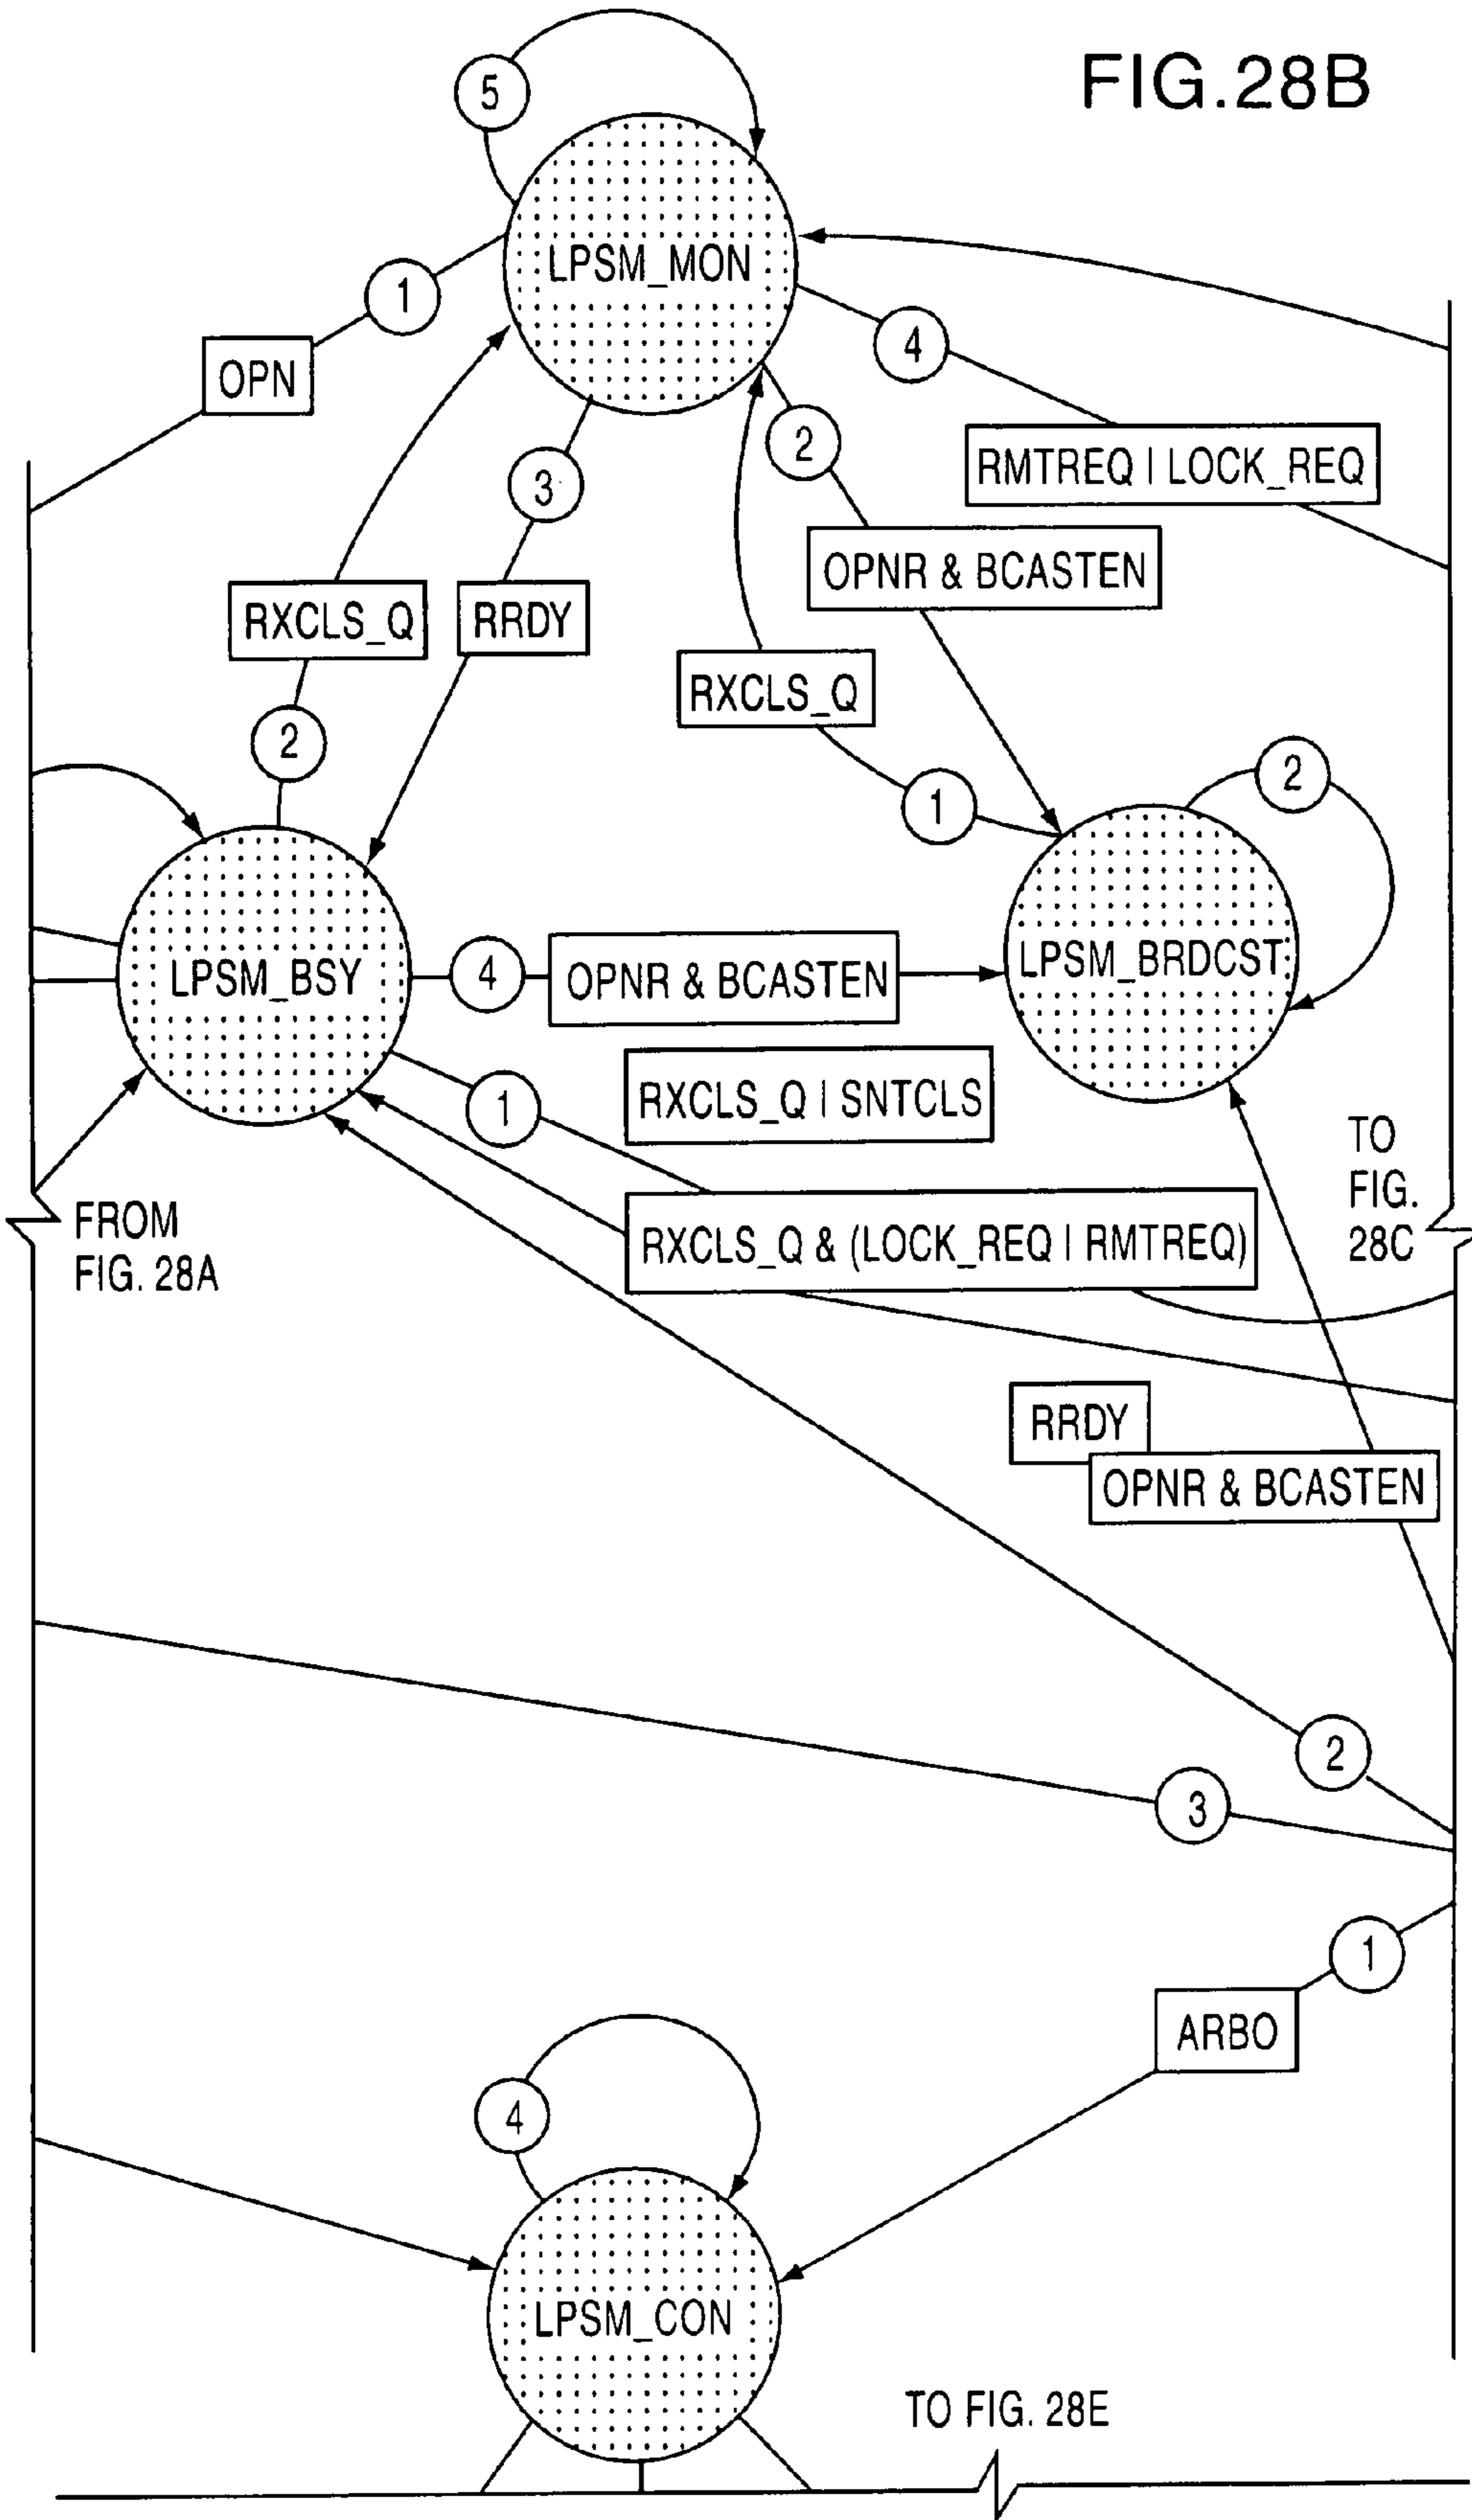 FIG.28B
5
LPSM_MON
1
4
OPN
2
RMTREQ | LOCK_REQ
3
OPNR & BCASTEN
RXCLS_Q
RRDY
RXCLS_Q
2
2
1
LPSM_BSY
4
OPNR & BCASTEN
LPSM_BRDCST
RXCLS_Q | SNTCLS
1
TO
FIG.
28C
FROM
FIG. 28A
RXCLS_Q & (LOCK_REQ | RMTREQ)
RRDY
OPNR & BCASTEN
2
3
1
ARBO
4
LPSM_CON
TO FIG. 28E